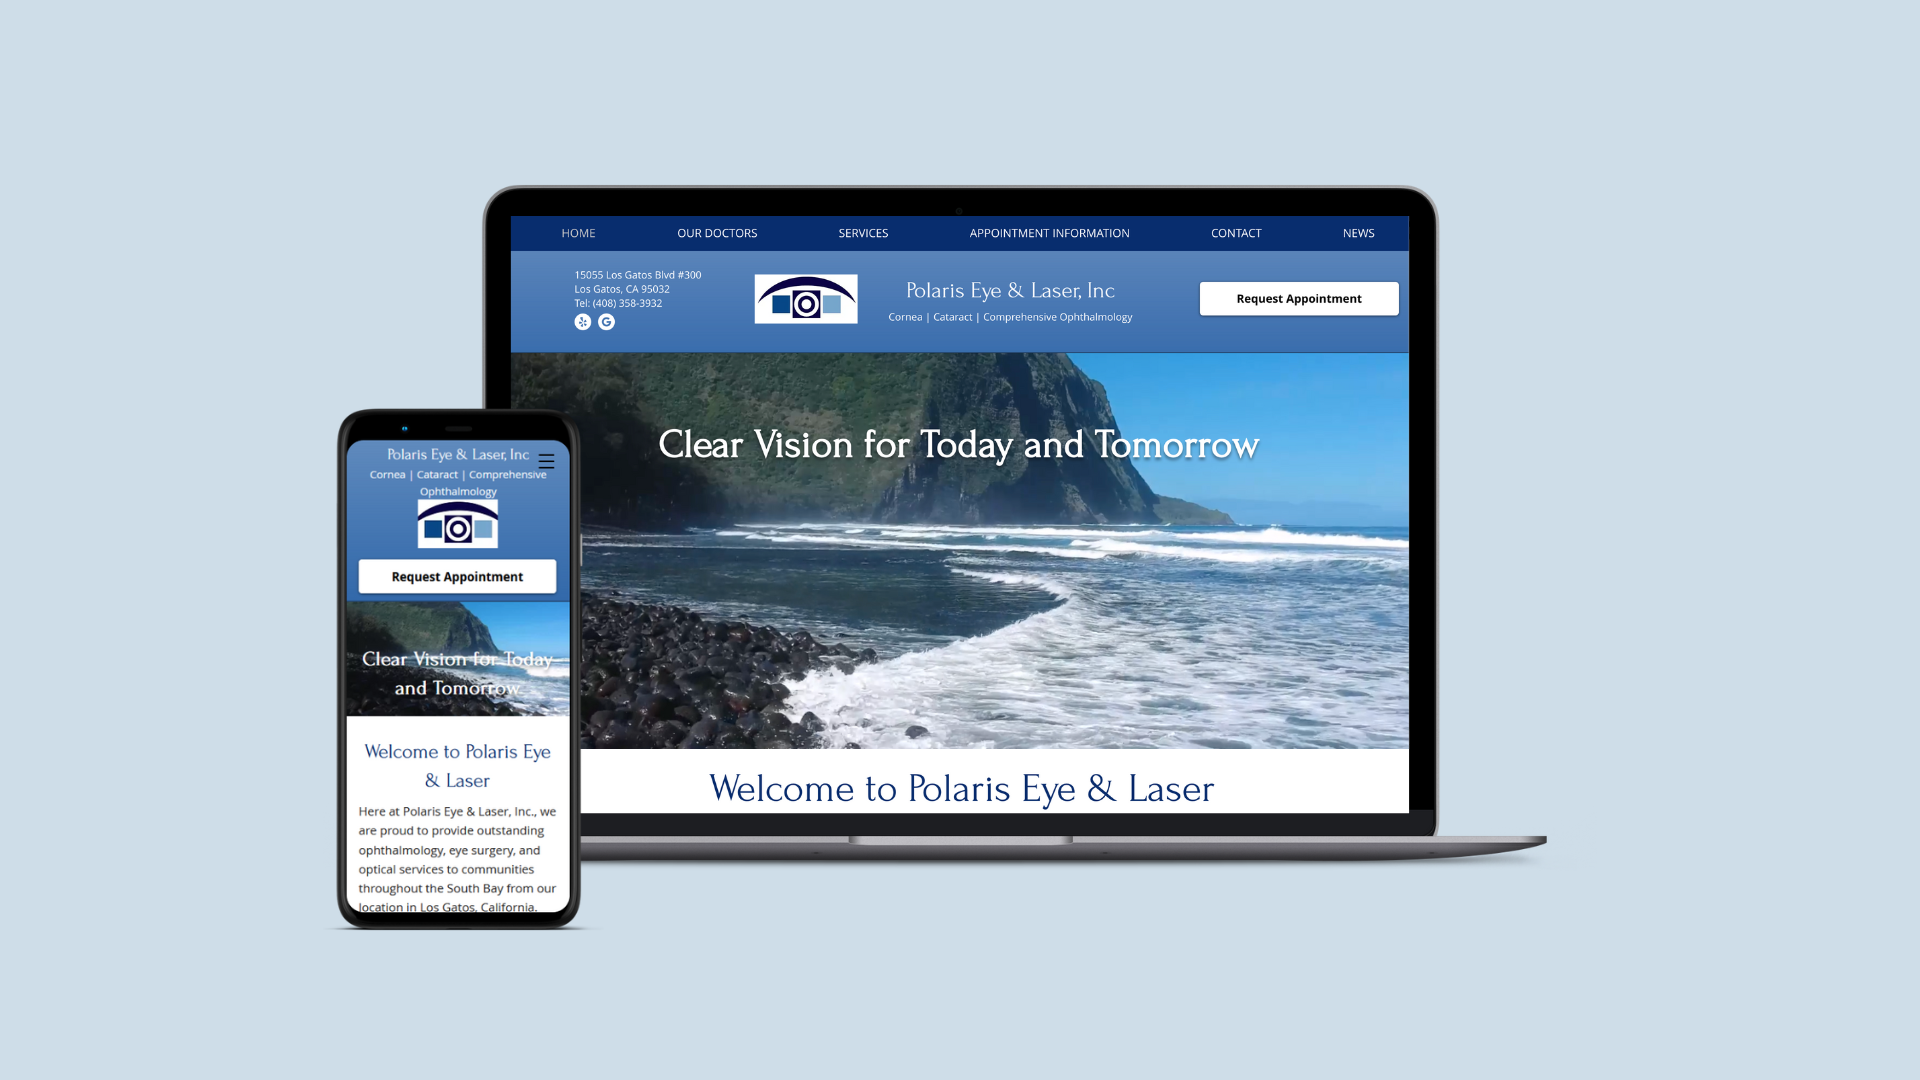 HOME
OUR DOCTORS
SERVICES
APPOINTMENT INFORMATION
CONTACT
NEWS
15055 Los Gatos Blvd #300
Los Gatos, CA 95032
Tel: (408) 358-3932
Polaris Eye & Laser, Inc
Cornea | Cataract | Comprehensive Ophthalmology
Request Appointment
Clear Vision for Today and Tomorrow
Welcome to Polaris Eye & Laser
Polaris Eye & Laser, Inc
Cornea | Cataract | Comprehensive
Ophthalmology
Request Appointment
Clear Vision for Today
and Tomorrow
Welcome to Polaris Eye
& Laser
Here at Polaris Eye & Laser, Inc., we
are proud to provide outstanding
ophthalmology, eye surgery, and
optical services to communities
throughout the South Bay from our
location in Los Gatos, California.